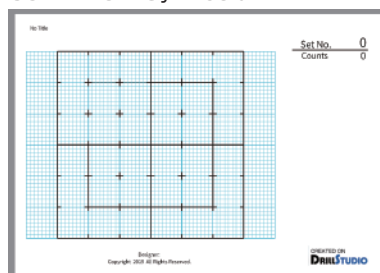 No Title
Set No. 0
Counts 0
Designer:
Copyright 2020 All Rights Reserved.
CREATED ON
DRILLSTUDIO